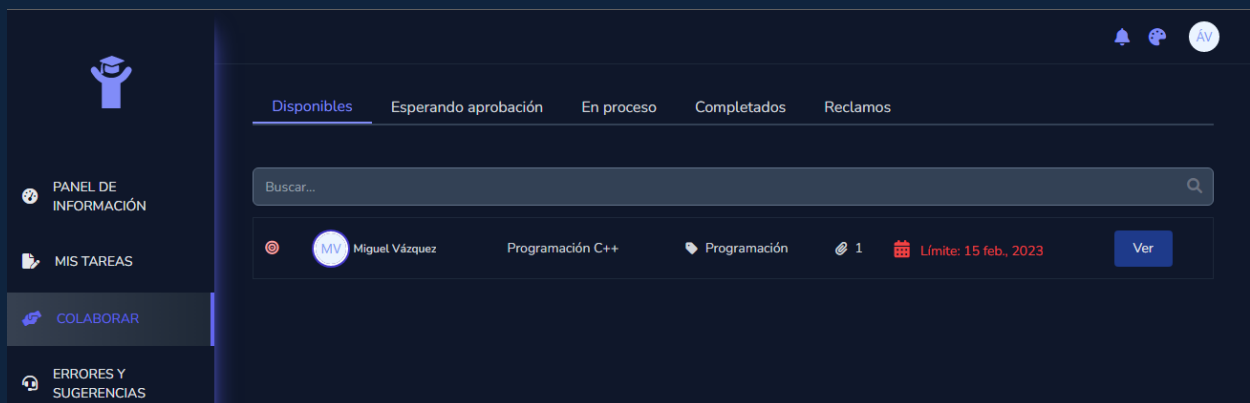 ÁV
Disponibles Esperando aprobación En proceso Completados Reclamos
Buscar...
MV Miguel Vázquez Programación C++ Programación 1 Límite: 15 feb., 2023 Ver
PANEL DE
INFORMACIÓN
MIS TAREAS
COLABORAR
ERRORES Y
SUGERENCIAS